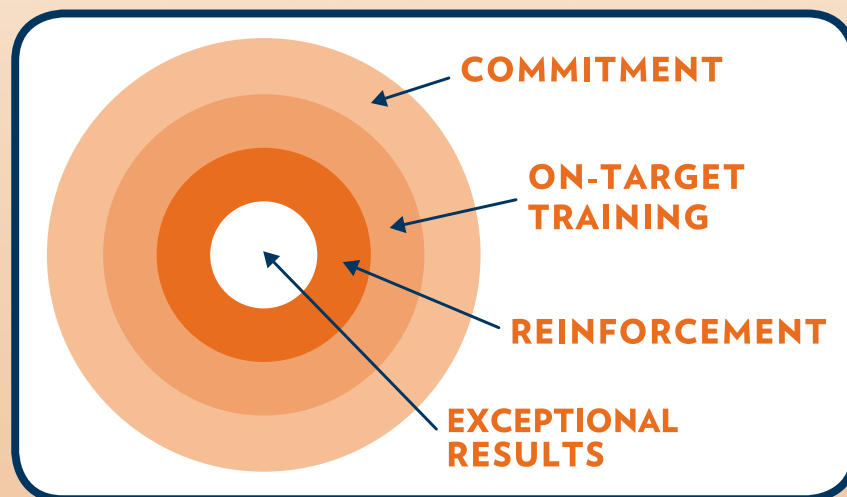 COMMITMENT
ON-TARGET
TRAINING
REINFORCEMENT
EXCEPTIONAL
RESULTS